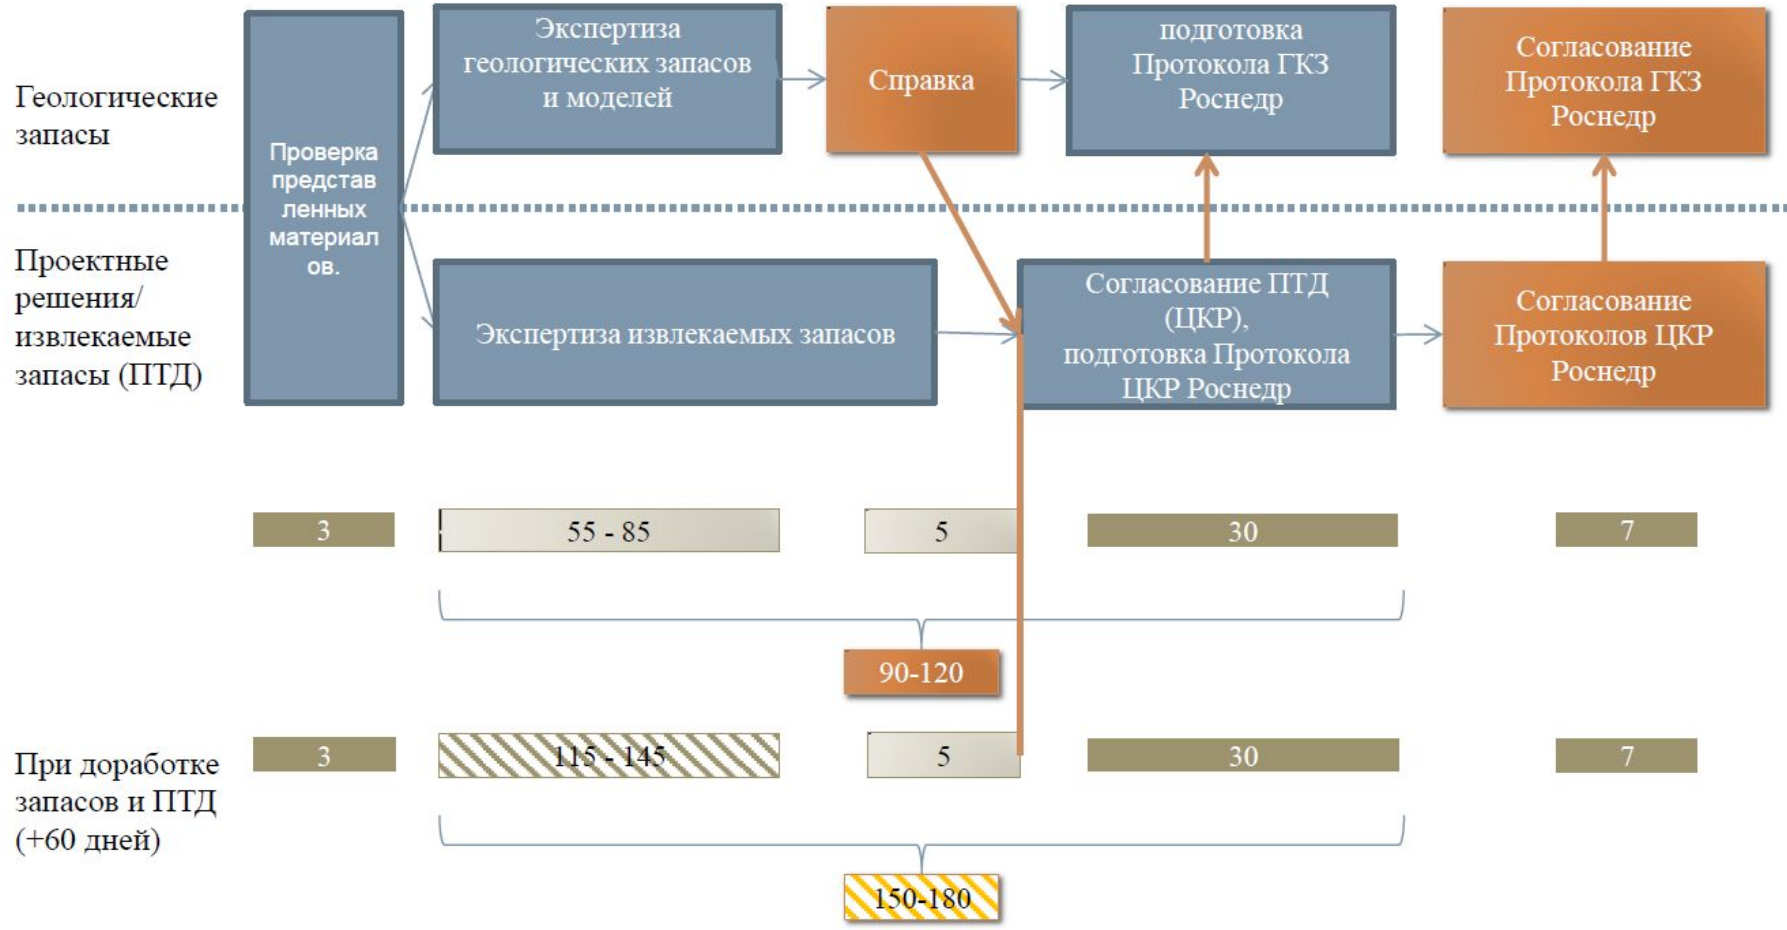 Геологические
запасы
Проверка
представ
ленных
материал
ов.
Экспертиза
геологических запасов
и моделей
Справка
подготовка
Протокола ГКЗ
Роснедр
Согласование
Протокола ГКЗ
Роснедр
Проектные
решения/
извлекаемые
запасы (ПТД)
Экспертиза извлекаемых запасов
Согласование ПТД
(ЦКР),
подготовка Протокола
ЦКР Роснедр
Согласование
Протоколов ЦКР
Роснедр
3
55 - 85
5
30
7
90-120
При доработке
запасов и ПТД
(+60 дней)
3
115 - 145
5
30
7
150-180